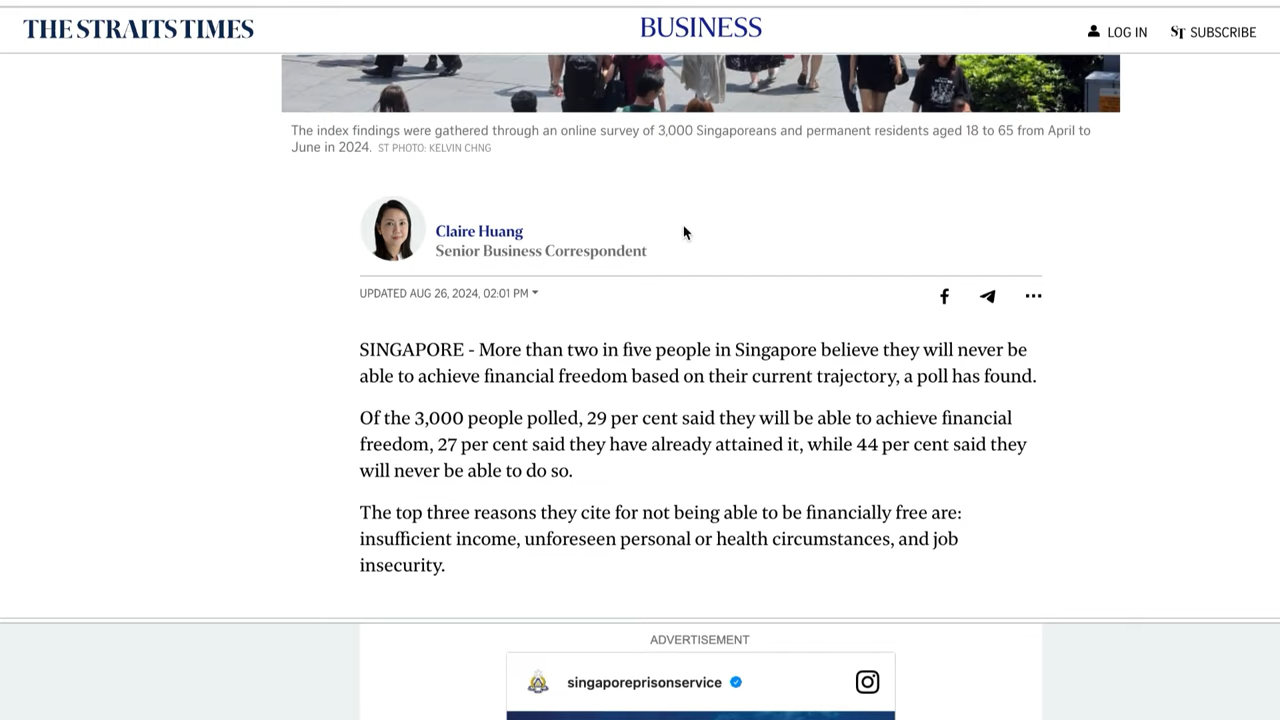 THE STRAITS TIMES
BUSINESS
LOG IN
ST SUBSCRIBE
The index findings were gathered through an online survey of 3,000 Singaporeans and permanent residents aged 18 to 65 from April to
June in 2024. ST PHOTO: KELVIN CHNG
Claire Huang
Senior Business Correspondent
UPDATED AUG 26, 2024, 02:01 PM
SINGAPORE - More than two in five people in Singapore believe they will never be
able to achieve financial freedom based on their current trajectory, a poll has found.
Of the 3,000 people polled, 29 per cent said they will be able to achieve financial
freedom, 27 per cent said they have already attained it, while 44 per cent said they
will never be able to do so.
The top three reasons they cite for not being able to be financially free are:
insufficient income, unforeseen personal or health circumstances, and job
insecurity.
ADVERTISEMENT
singaporeprisonservice